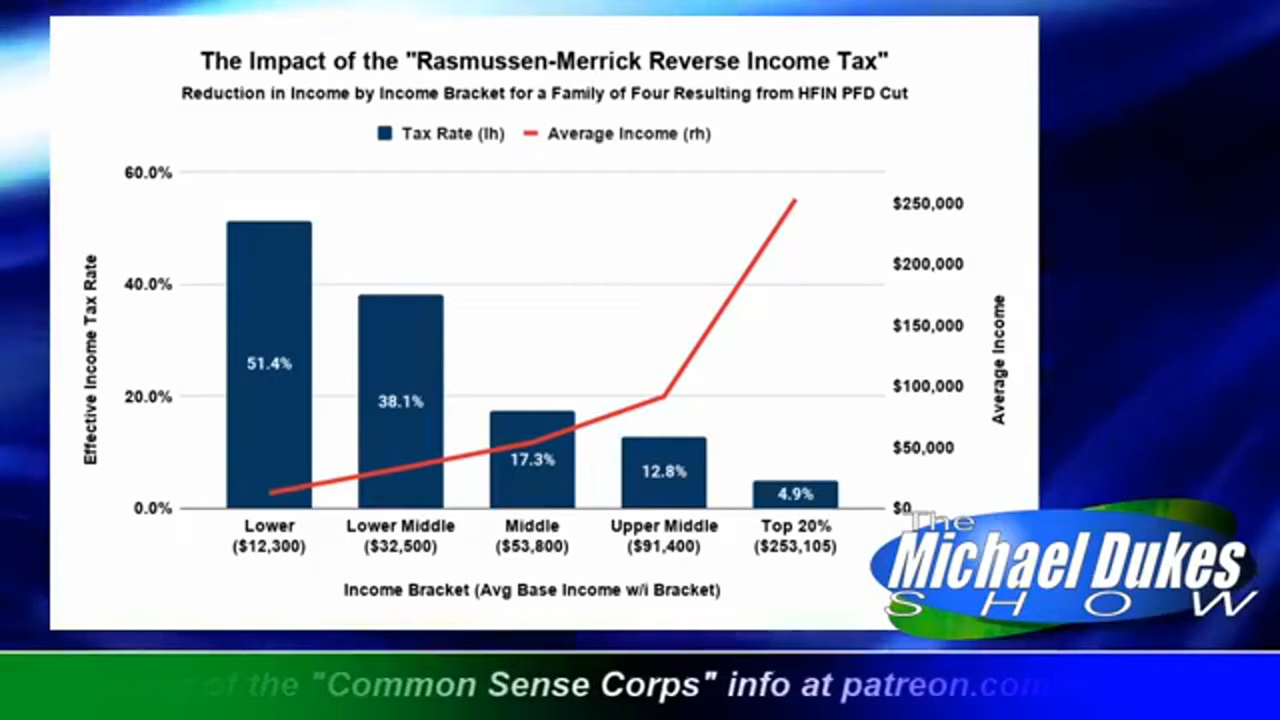 The Impact of the "Rasmussen-Merrick Reverse Income Tax"
Reduction in Income by Income Bracket for a Family of Four Resulting from HFIN PFD Cut
Tax Rate (lh) Average Income (rh)
60.0%
40.0%
20.0%
0.0%
Effective Income Tax Rate
51.4%
38.1%
17.3%
12.8%
4.9%
$250,000
$200,000
$150,000
$100,000
$50,000
$0
Average Income
Lower Lower Middle Middle Upper Middle Top 20%
($12,300) ($32,500) ($53,800) ($91,400) ($253,105)
Income Bracket (Avg Base Income w/i Bracket)
The
Michael Dukes
SHOW
of the "Common Sense Corps" info at patreon.com